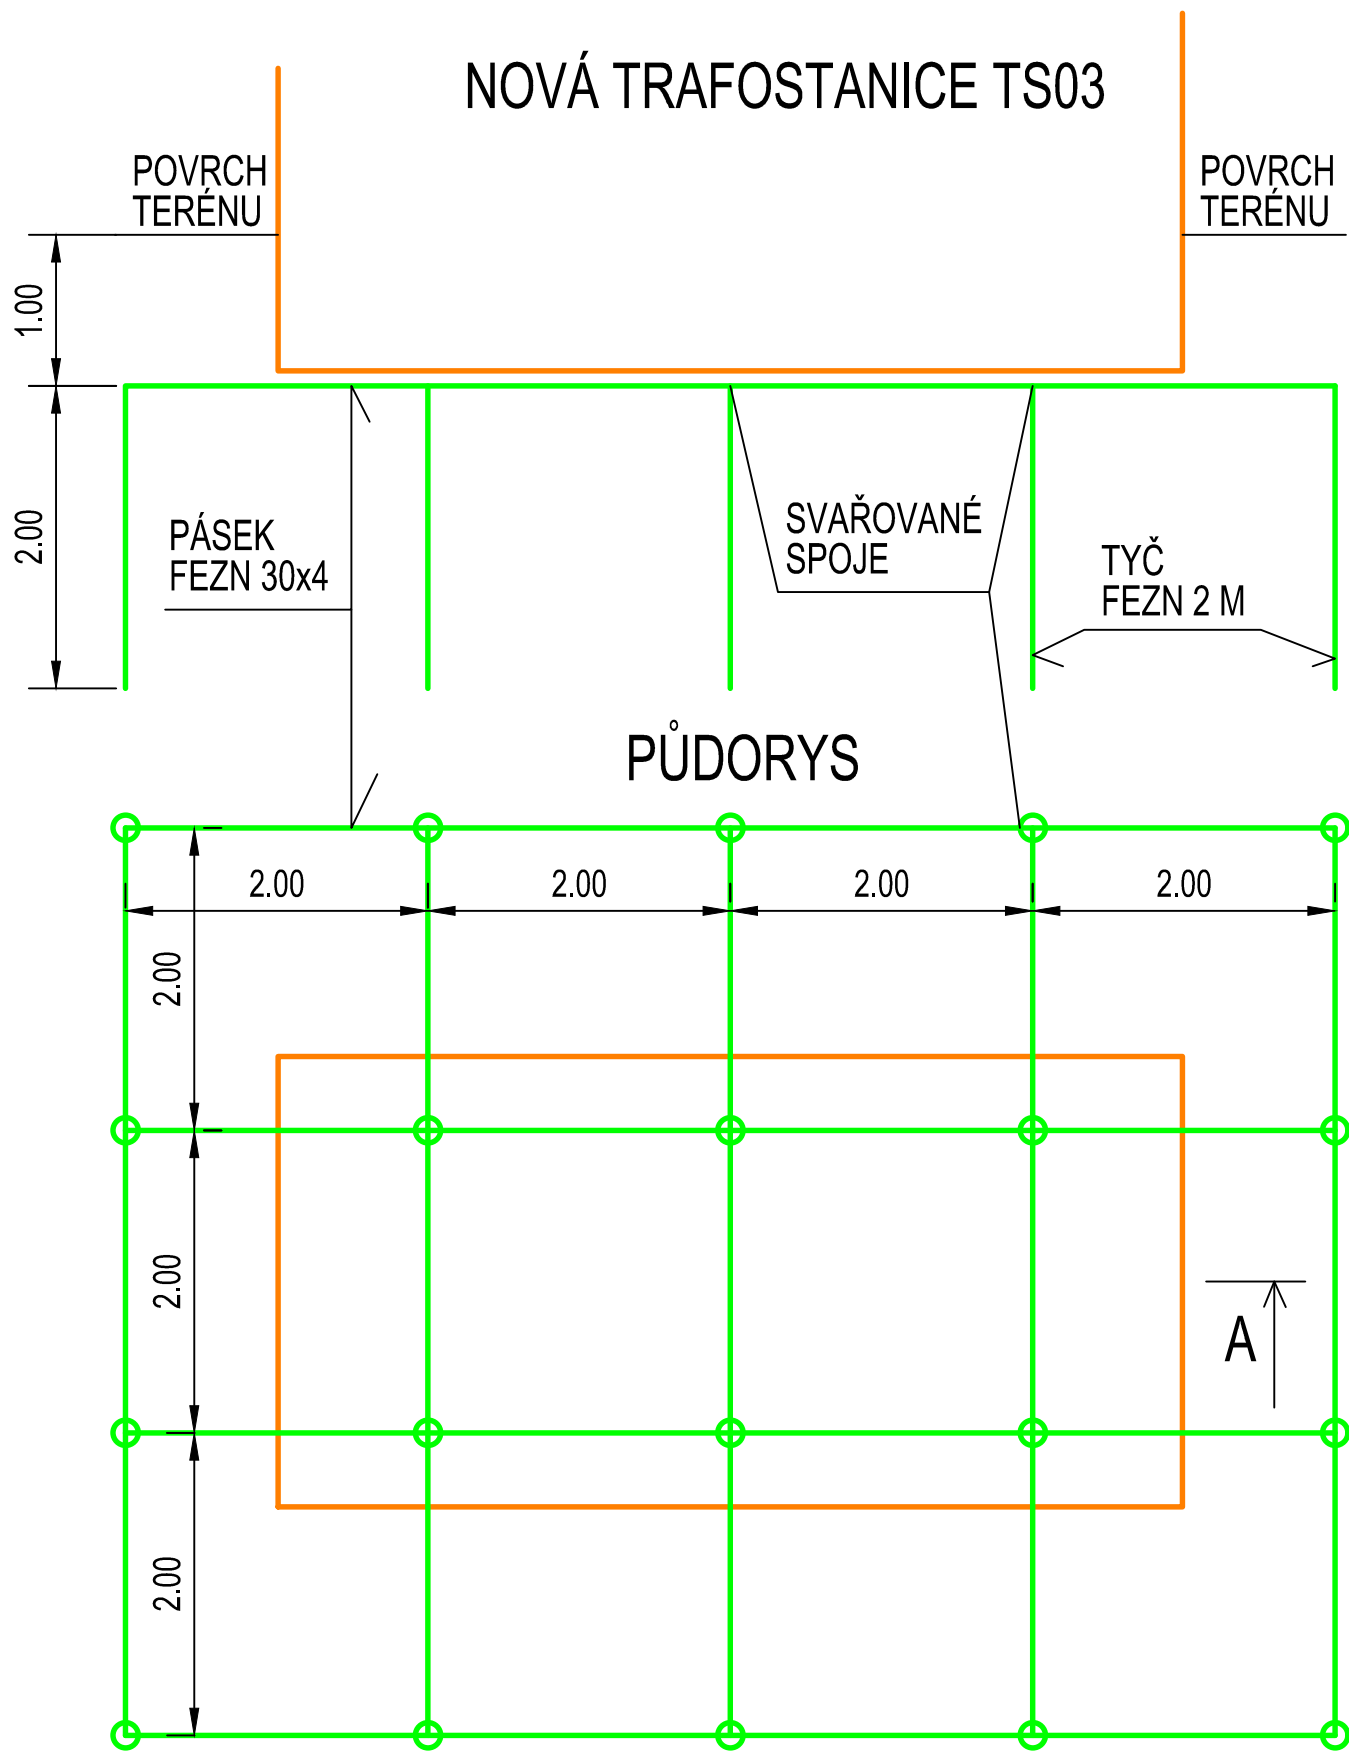 NOVÁ TRAFOSTANICE TS03
POVRCH
TERÉNU
POVRCH
TERÉNU
1.00
2.00
PÁSEK
FEZN 30x4
SVAŘOVANÉ
SPOJE
TYČ
FEZN 2 M
PŮDORYS
2.00
2.00
2.00
2.00
2.00
2.00
A
2.00